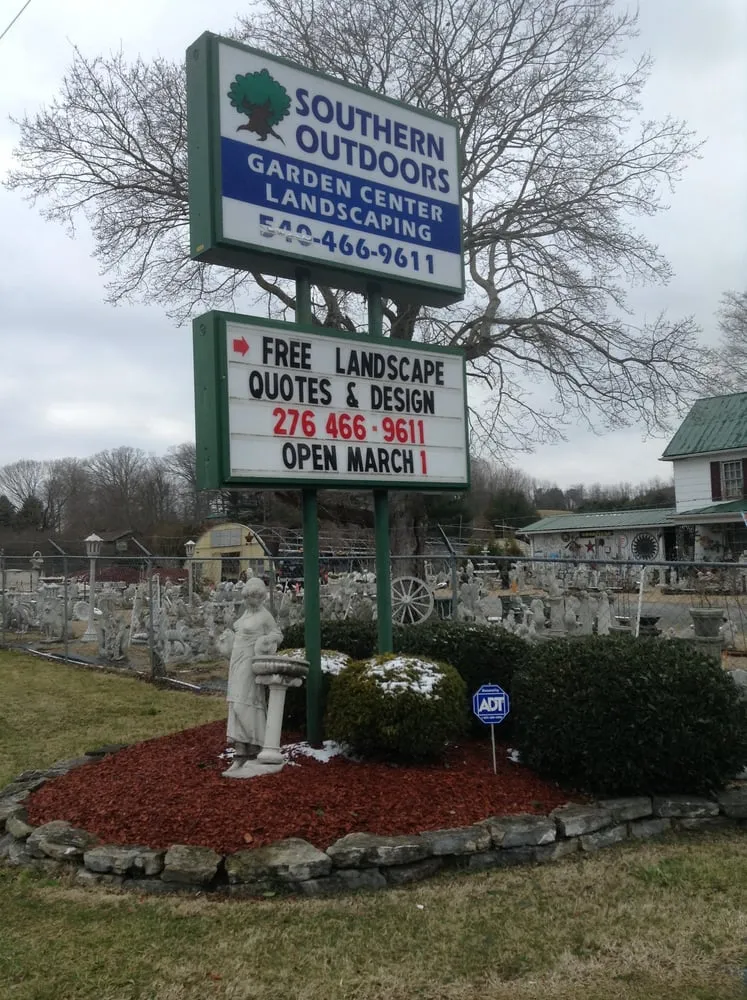 SOUTHERN
OUTDOORS
GARDEN CENTER
LANDSCAPING
540-466-9611
FREE LANDSCAPE
QUOTES & DESIGN
276 466-9611
OPEN MARCH 1
ADT